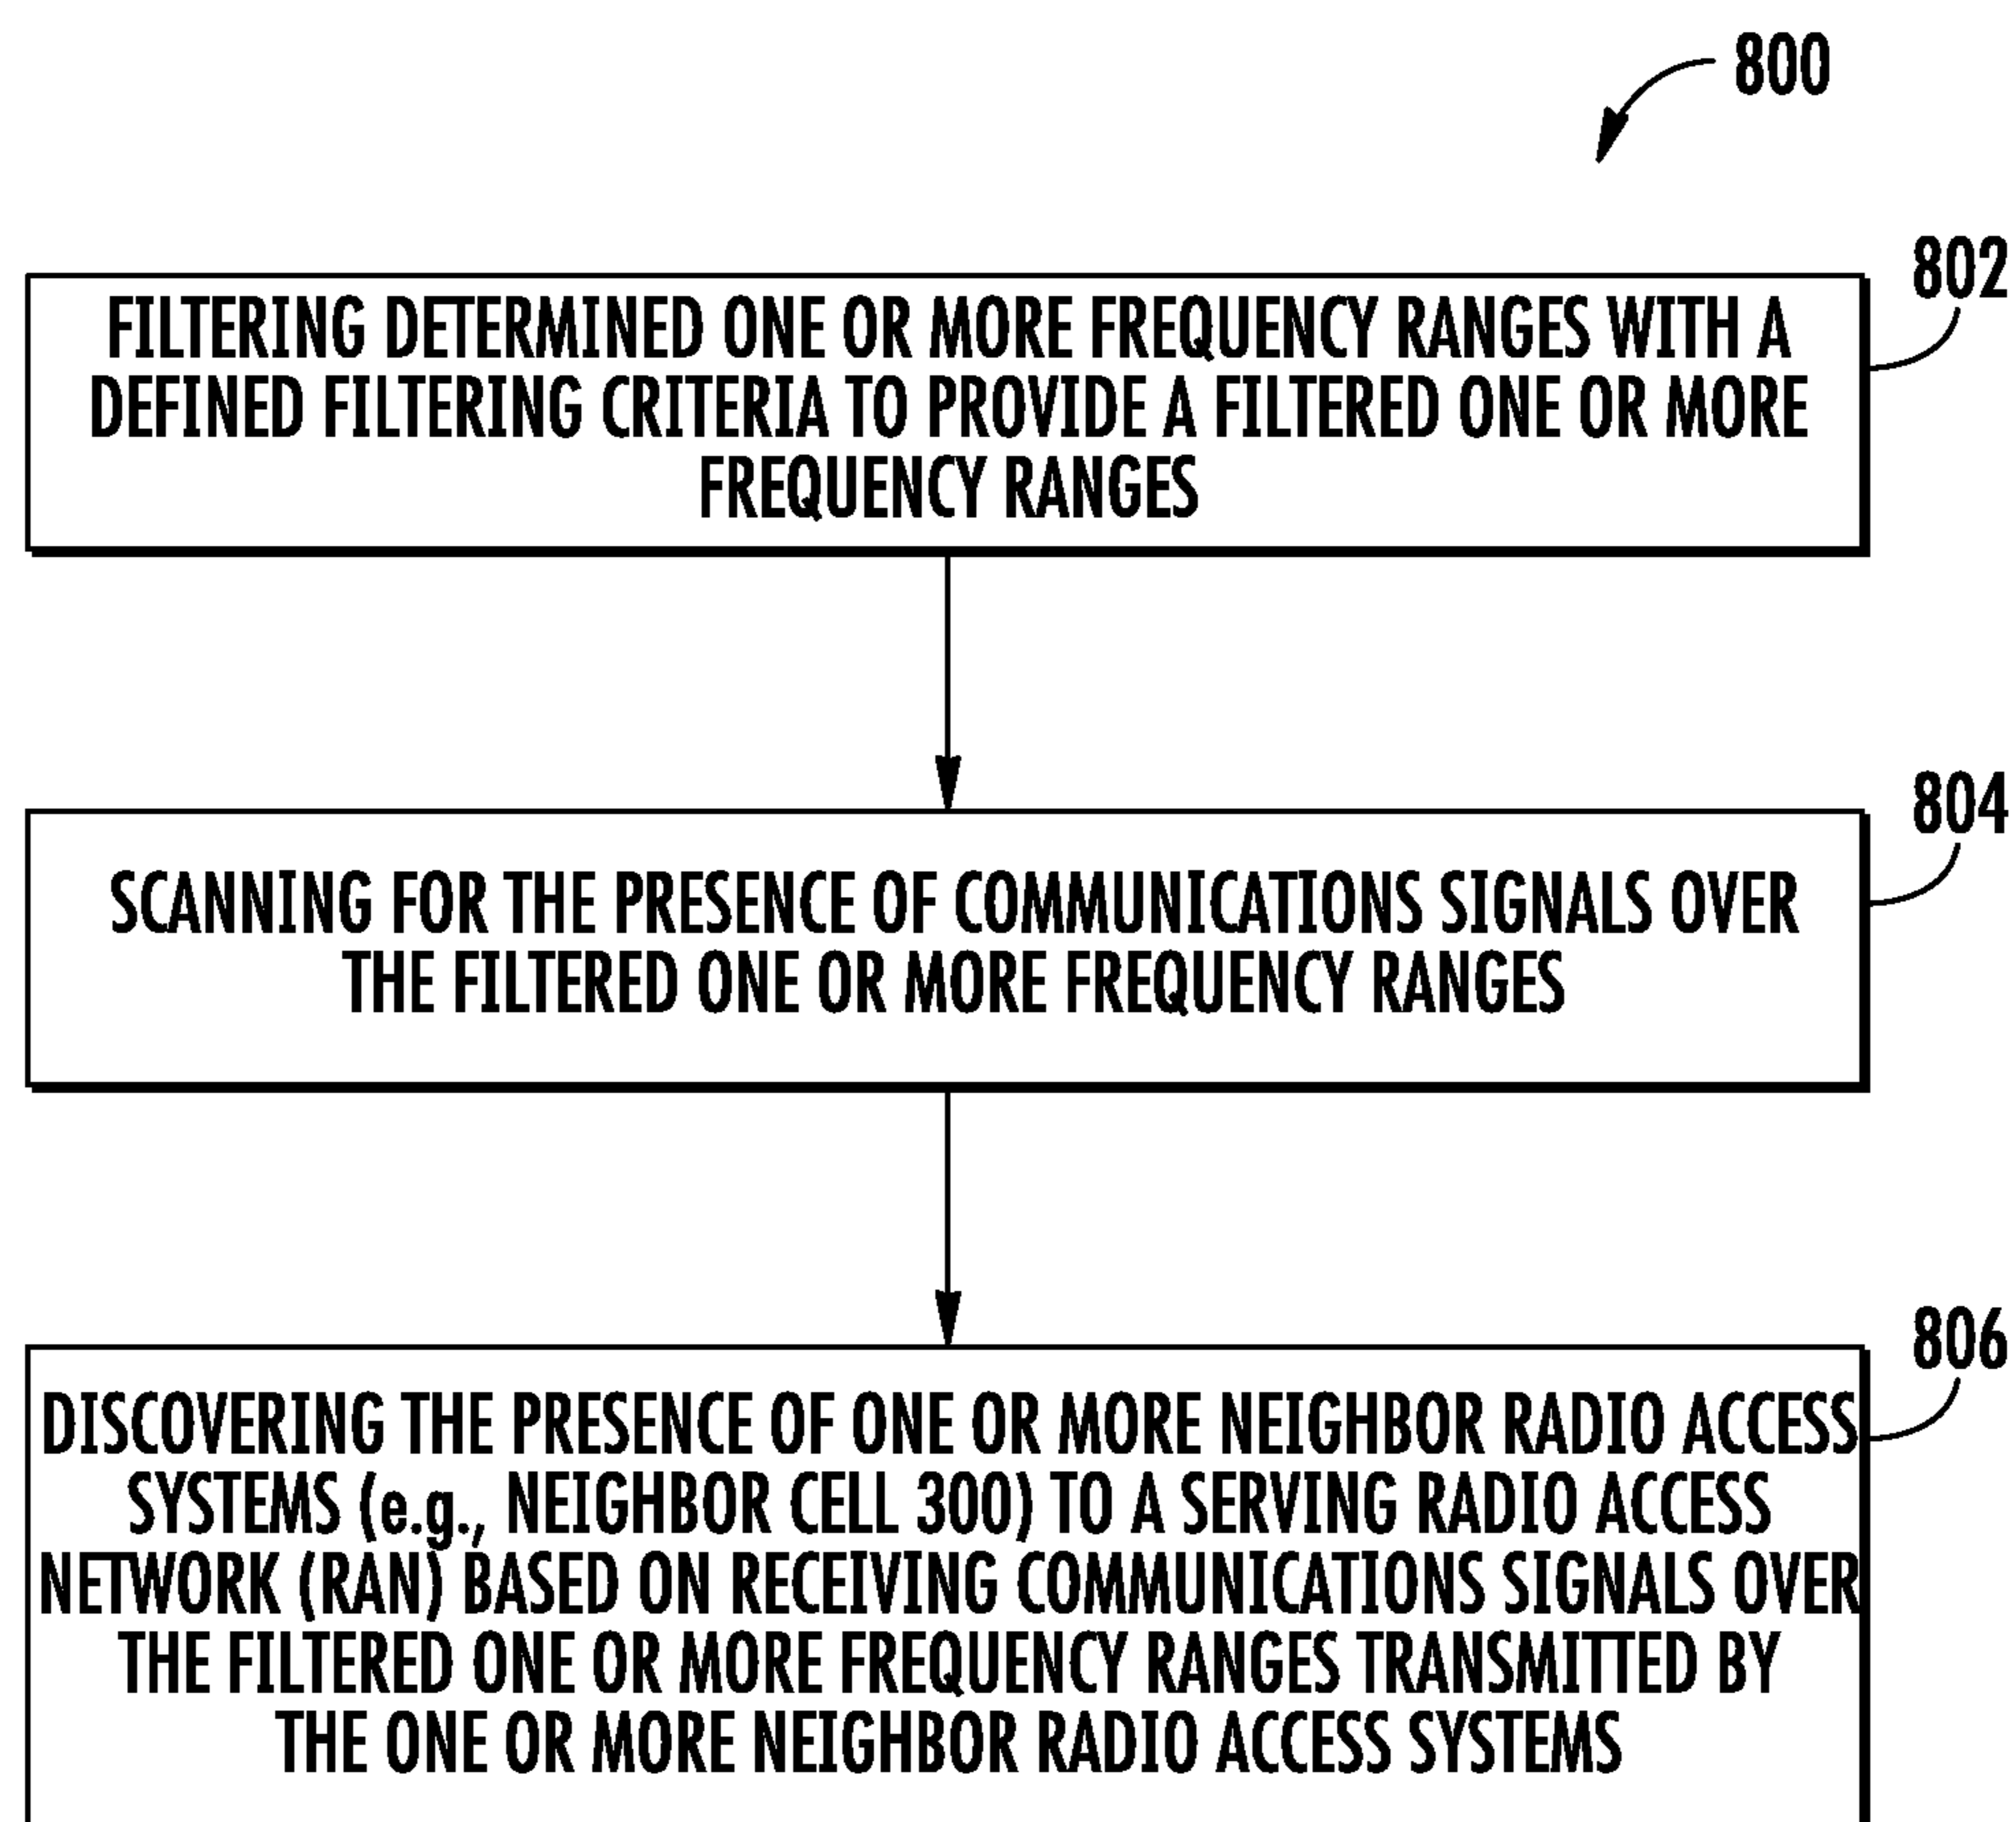 800
802
FILTERING DETERMINED ONE OR MORE FREQUENCY RANGES WITH A
DEFINED FILTERING CRITERIA TO PROVIDE A FILTERED ONE OR MORE
FREQUENCY RANGES
804
SCANNING FOR THE PRESENCE OF COMMUNICATIONS SIGNALS OVER
THE FILTERED ONE OR MORE FREQUENCY RANGES
806
DISCOVERING THE PRESENCE OF ONE OR MORE NEIGHBOR RADIO ACCESS
SYSTEMS (e.g., NEIGHBOR CELL 300) TO A SERVING RADIO ACCESS
NETWORK (RAN) BASED ON RECEIVING COMMUNICATIONS SIGNALS OVER
THE FILTERED ONE OR MORE FREQUENCY RANGES TRANSMITTED BY
THE ONE OR MORE NEIGHBOR RADIO ACCESS SYSTEMS